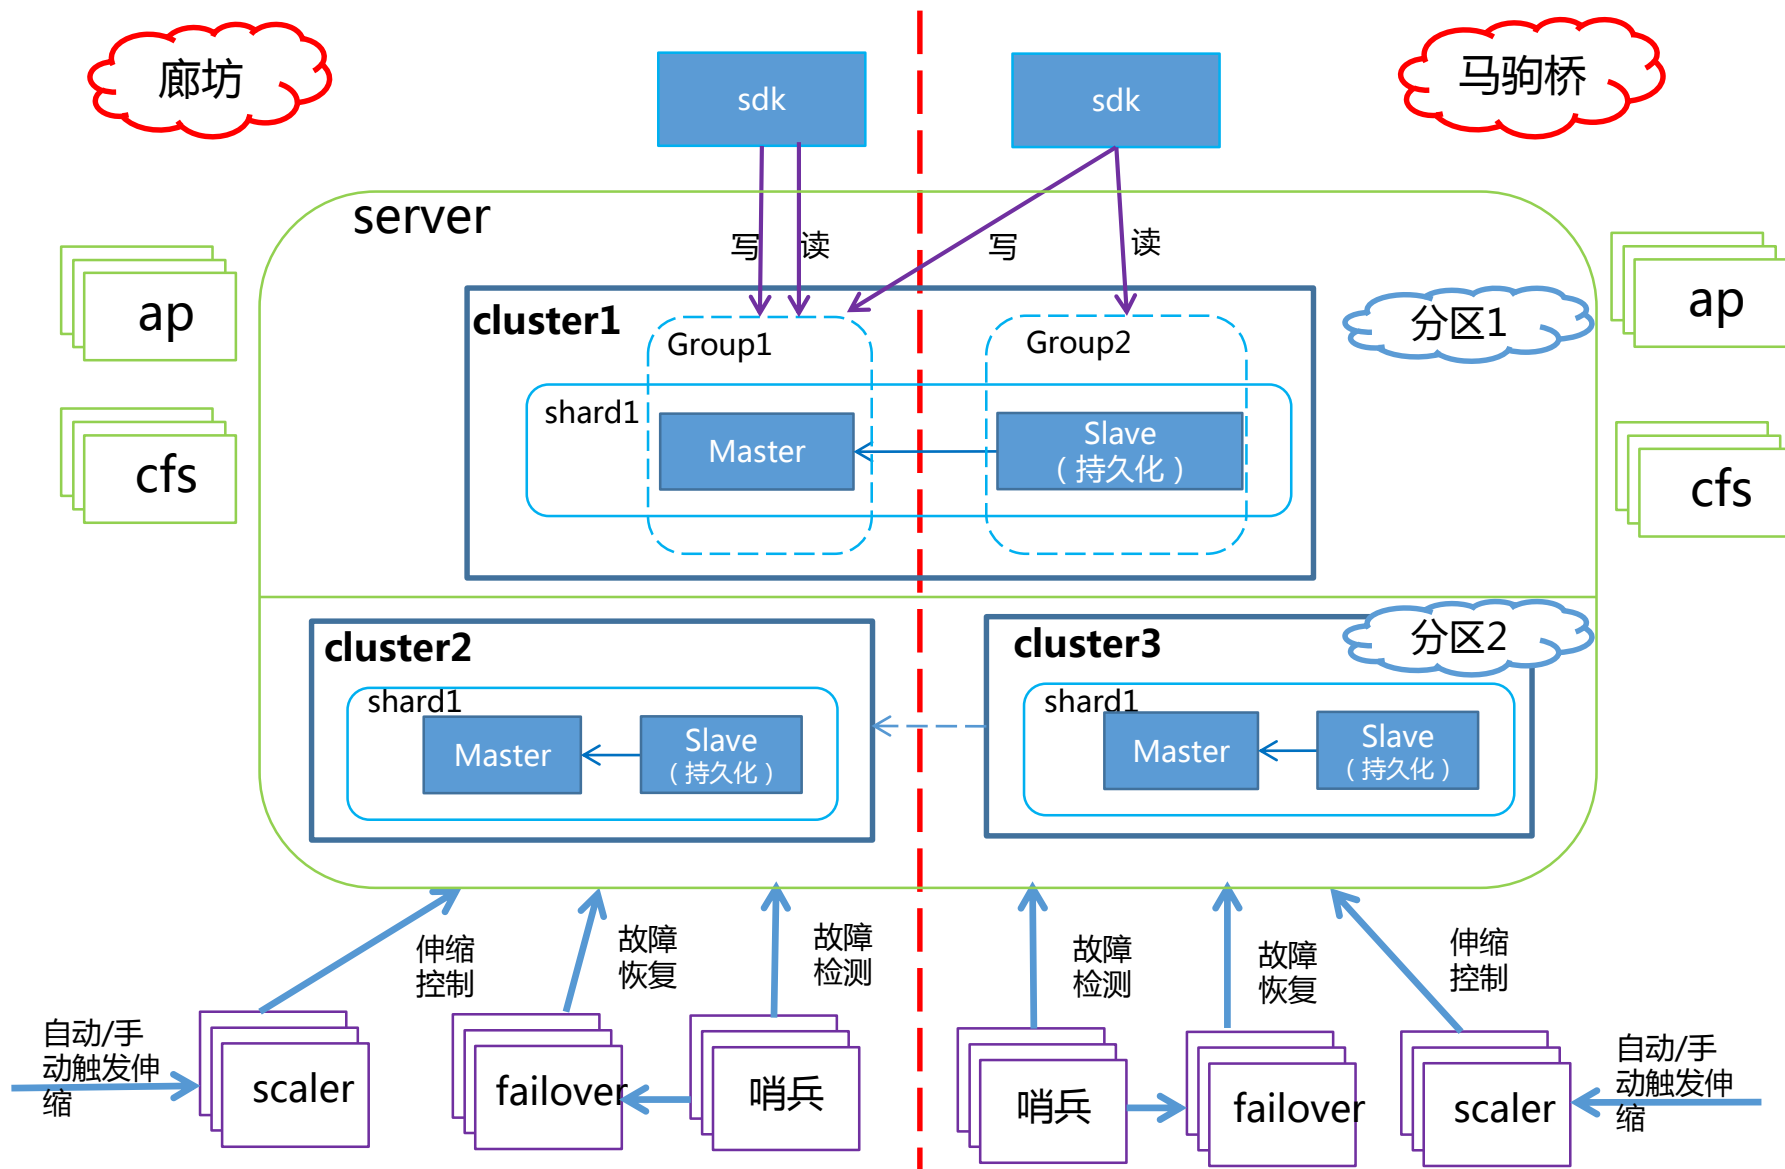 廊坊
sdk
sdk
马驹桥
server
写
读
写
读
ap
cfs
ap
cfs
cluster1
分区1
Group1
Group2
shard1
Master
Slave
（持久化）
cluster2
shard1
Master
Slave
（持久化）
cluster3
分区2
shard1
Master
Slave
（持久化）
伸缩
控制
故障
恢复
故障
检测
故障
检测
故障
恢复
伸缩
控制
自动/手
动触发伸
缩
scaler
failover
哨兵
哨兵
failover
scaler
自动/手
动触发伸
缩